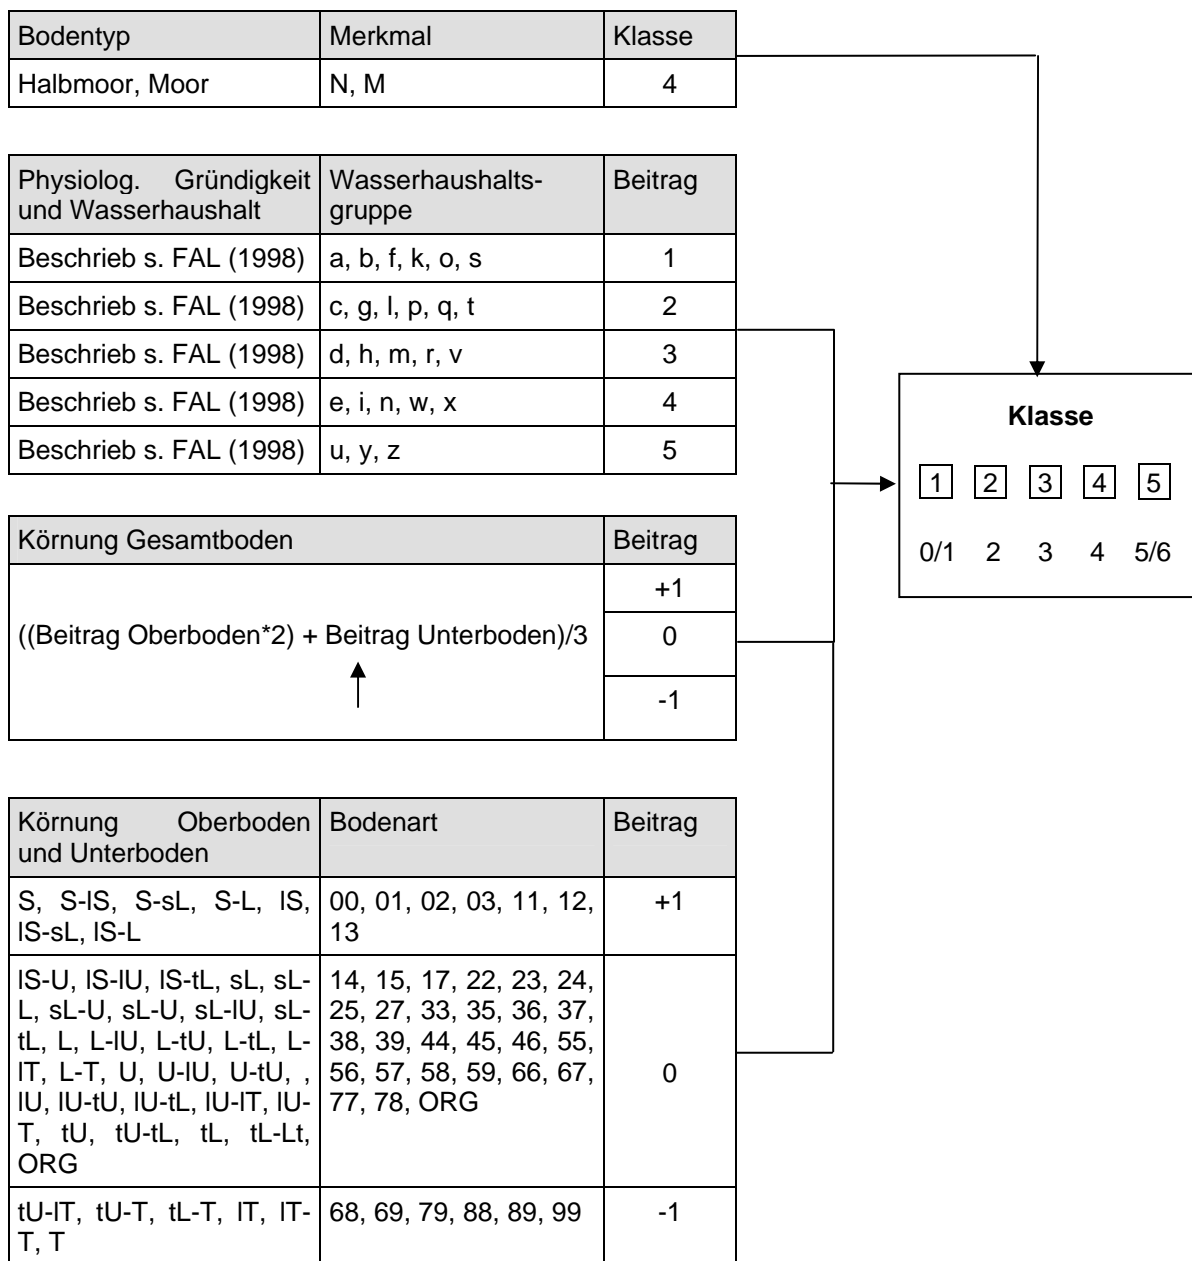 Bodentyp Merkmal Klasse
Halbmoor, Moor N, M 4
Physiolog. Gründigkeit Wasserhaushalts- Beitrag
und Wasserhaushalt gruppe
Beschrieb s. FAL (1998) a, b, f, k, o, s 1
Beschrieb s. FAL (1998) c, g, l, p, q, t 2
Beschrieb s. FAL (1998) d, h, m, r, v 3
Beschrieb s. FAL (1998) e, i, n, w, x 4
Beschrieb s. FAL (1998) u, y, z 5
Klasse
1 2 3 4 5
0/1 2 3 4 5/6
Körnung Gesamtboden Beitrag
+1
((Beitrag Oberboden*2) + Beitrag Unterboden)/3 0
-1
Körnung Oberboden Bodenart Beitrag
und Unterboden
S, S-lS, S-sL, S-L, lS, 00, 01, 02, 03, 11, 12, +1
lS-sL, lS-L 13
lS-U, lS-lU, lS-tL, sL, sL- 14, 15, 17, 22, 23, 24,
L, sL-U, sL-U, sL-lU, sL- 25, 27, 33, 35, 36, 37,
tL, L, L-lU, L-tU, L-tL, L- 38, 39, 44, 45, 46, 55,
lT, L-T, U, U-lU, U-tU, , 56, 57, 58, 59, 66, 67, 0
lU, lU-tU, lU-tL, lU-lT, lU- 77, 78, ORG
T, tU, tU-tL, tL, tL-Lt,
ORG
tU-lT, tU-T, tL-T, lT, lT- 68, 69, 79, 88, 89, 99 -1
T, T